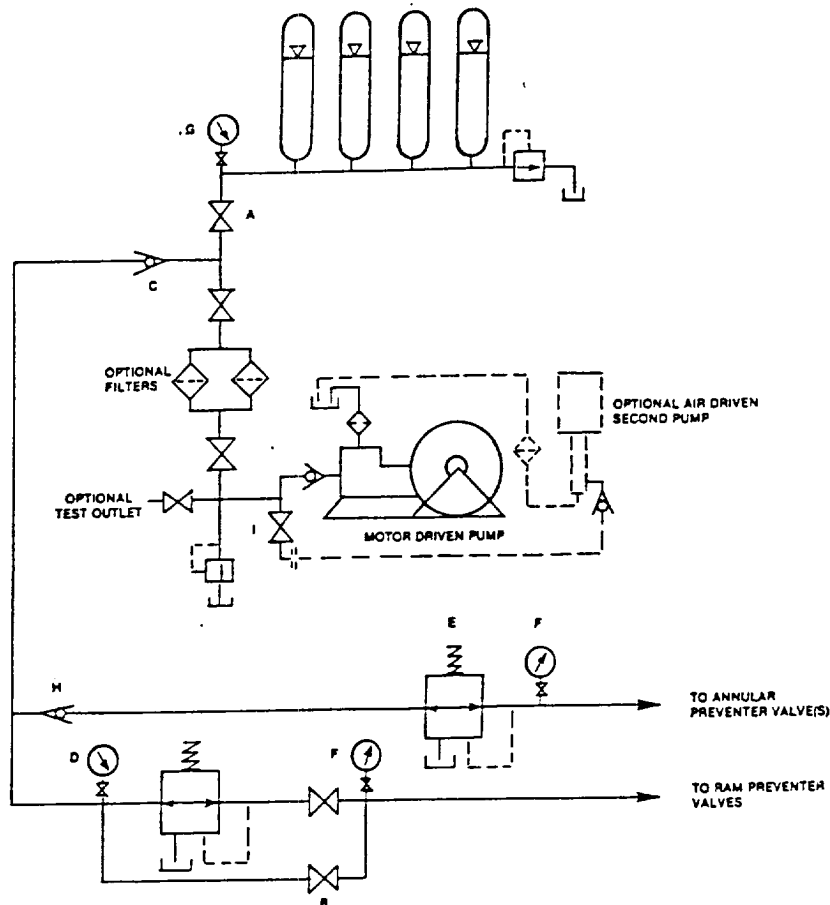 G
A
C
OPTIONAL
FILTERS
OPTIONAL AIR DRIVEN
SECOND PUMP
OPTIONAL
TEST OUTLET
I
MOTOR DRIVEN PUMP
E
F
H
TO ANNULAR
PREVENTER VALVE(S)
D
F
TO RAM PREVENTER
VALVES
B